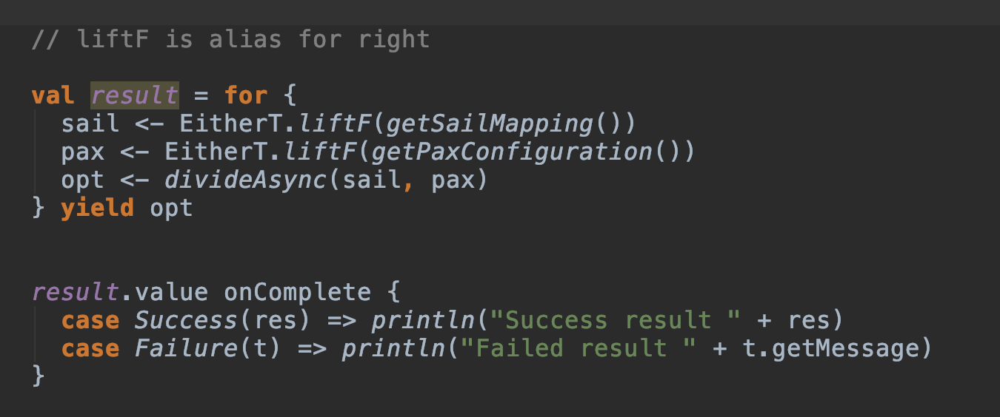 // liftF is alias for right
val result = for {
sail <- EitherT.liftF(getSailMapping())
pax <- EitherT.liftF(getPaxConfiguration())
opt <- divideAsync(sail, pax)
} yield opt
result.value onComplete {
case Success(res) => println("Success result " + res)
case Failure(t) => println("Failed result " + t.getMessage)
}